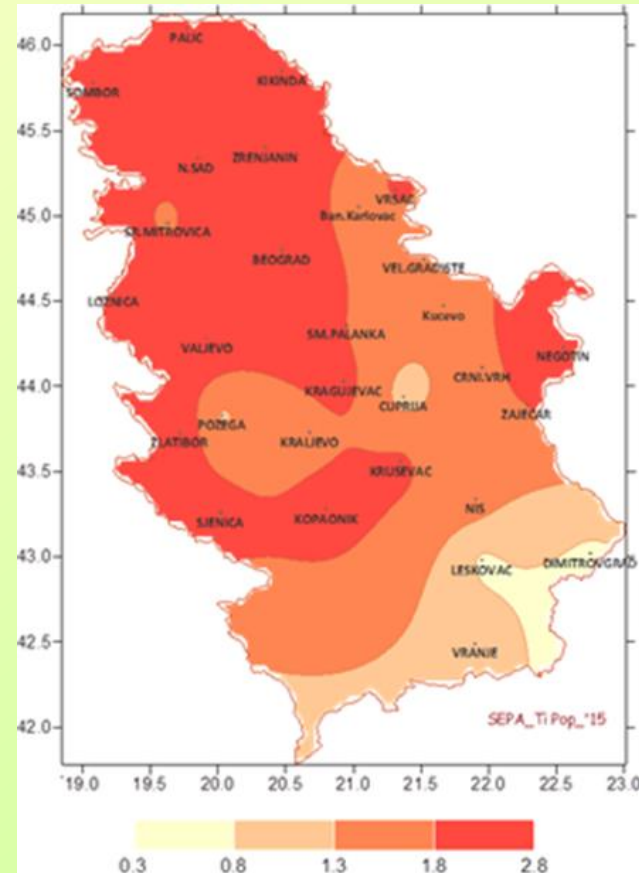 46.0
PALIC
KIKINDA
SOMBOR
45.5
ZRENJANIN
N.SAD
VRSAC
45.0
Ban.Karlovac
SR.MITROVICA
BEOGRAD
VEL.GRADISTE
44.5
LOZNICA
Kucevo
SM.PALANKA
VALJEVO
NEGOTIN
CRNI.VRH
44.0
KRAGUJEVAC
CUPRIJA
ZAJECAR
POZEGA
ZLATIBOR
KRALJEVO
43.5
KRUSEVAC
NIS
SJENICA
KOPAONIK
43.0
LESKOVAC
DIMITROVGRAD
42.5
VRANJE
SEPA_Ti Pop_'15
42.0
19.0 19.5 20.0 20.5 21.0 21.5 22.0 22.5 23.0
0.3 0.8 1.3 1.8 2.8